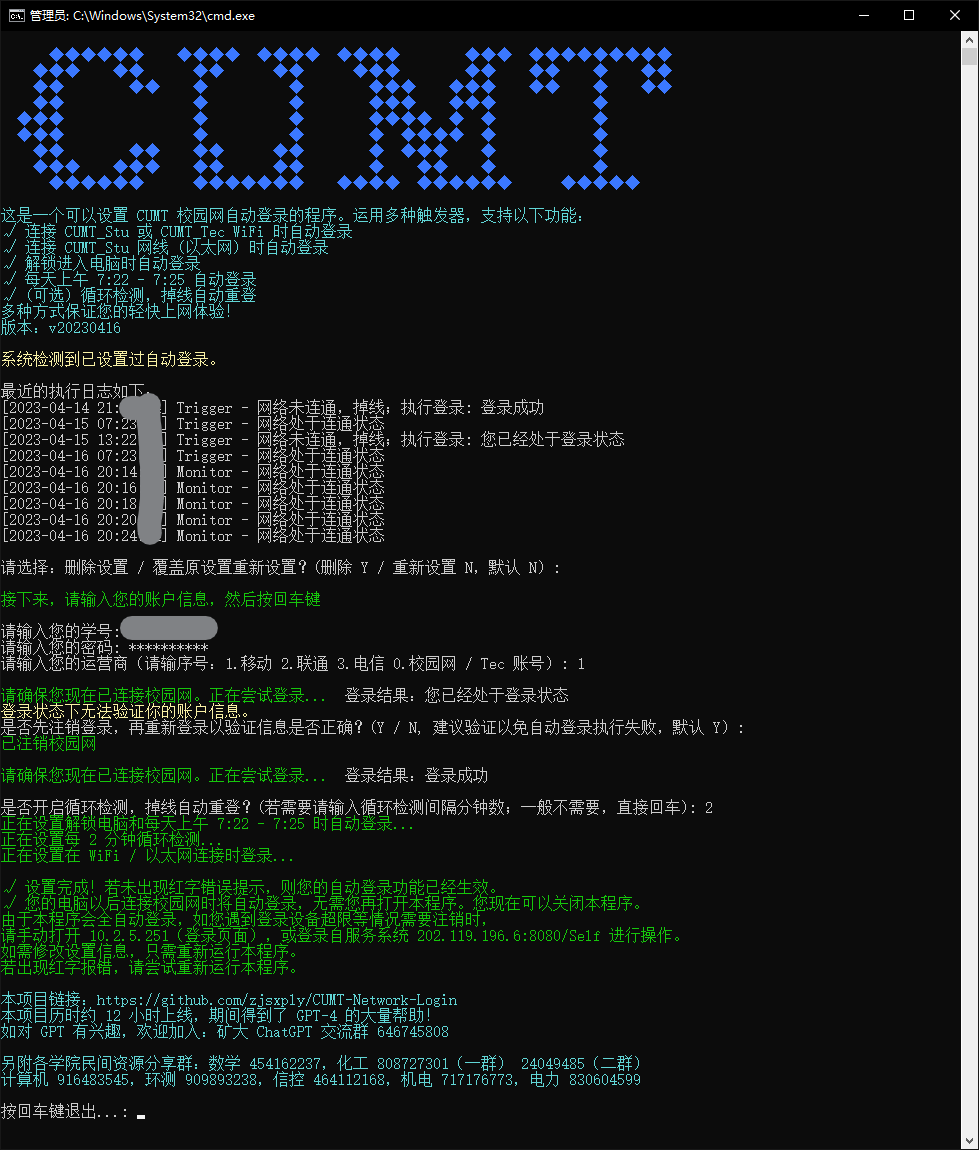 管理员: C:\Windows\System32\cmd.exe
CUMT
这是一个可以设置 CUMT 校园网自动登录的程序。运用多种触发器，支持以下功能：
√ 连接 CUMT_Stu 或 CUMT_Tec WiFi 时自动登录
√ 连接 CUMT_Stu 网线（以太网）时自动登录
√ 解锁进入电脑时自动登录
√ 每天上午 7:22 - 7:25 自动登录
√（可选）循环检测，掉线自动重登
多种方式保证您的轻快上网体验！
版本：v20230416
系统检测到已设置过自动登录。
最近的执行日志如下：
[2023-04-14 21: ] Trigger - 网络未连通，掉线；执行登录: 登录成功
[2023-04-15 07:23 ] Trigger - 网络处于连通状态
[2023-04-15 13:22 ] Trigger - 网络未连通，掉线；执行登录: 您已经处于登录状态
[2023-04-16 07:23 ] Trigger - 网络处于连通状态
[2023-04-16 20:14 ] Monitor - 网络处于连通状态
[2023-04-16 20:16 ] Monitor - 网络处于连通状态
[2023-04-16 20:18 ] Monitor - 网络处于连通状态
[2023-04-16 20:20 ] Monitor - 网络处于连通状态
[2023-04-16 20:24 ] Monitor - 网络处于连通状态
请选择：删除设置 / 覆盖原设置重新设置？(删除 Y / 重新设置 N，默认 N）:
接下来，请输入您的账户信息，然后按回车键
请输入您的学号:
请输入您的密码: **********
请输入您的运营商（请输序号：1.移动 2.联通 3.电信 0.校园网 / Tec 账号）: 1
请确保您现在已连接校园网。正在尝试登录... 登录结果：您已经处于登录状态
登录状态下无法验证你的账户信息。
是否先注销登录，再重新登录以验证信息是否正确？(Y / N, 建议验证以免自动登录执行失败，默认 Y）:
已注销校园网
请确保您现在已连接校园网。正在尝试登录... 登录结果：登录成功
是否开启循环检测，掉线自动重登？(若需要请输入循环检测间隔分钟数；一般不需要，直接回车): 2
正在设置解锁电脑和每天上午 7:22 - 7:25 时自动登录...
正在设置每 2 分钟循环检测...
正在设置在 WiFi / 以太网连接时登录...
√ 设置完成！若未出现红字错误提示，则您的自动登录功能已经生效。
√ 您的电脑以后连接校园网时将自动登录，无需您再打开本程序。您现在可以关闭本程序。
由于本程序会全自动登录，如您遇到登录设备超限等情况需要注销时，
请手动打开 10.2.5.251（登录页面），或登录自服务系统 202.119.196.6:8080/Self 进行操作。
如需修改设置信息，只需重新运行本程序。
若出现红字报错，请尝试重新运行本程序。
本项目链接：https://github.com/zjsxply/CUMT-Network-Login
本项目历时约 12 小时上线，期间得到了 GPT-4 的大量帮助！
如对 GPT 有兴趣，欢迎加入：矿大 ChatGPT 交流群 646745808
另附各学院民间资源分享群：数学 454162237，化工 808727301（一群） 24049485（二群）
计算机 916483545，环测 909893238，信控 464112168，机电 717176773，电力 830604599
按回车键退出...: